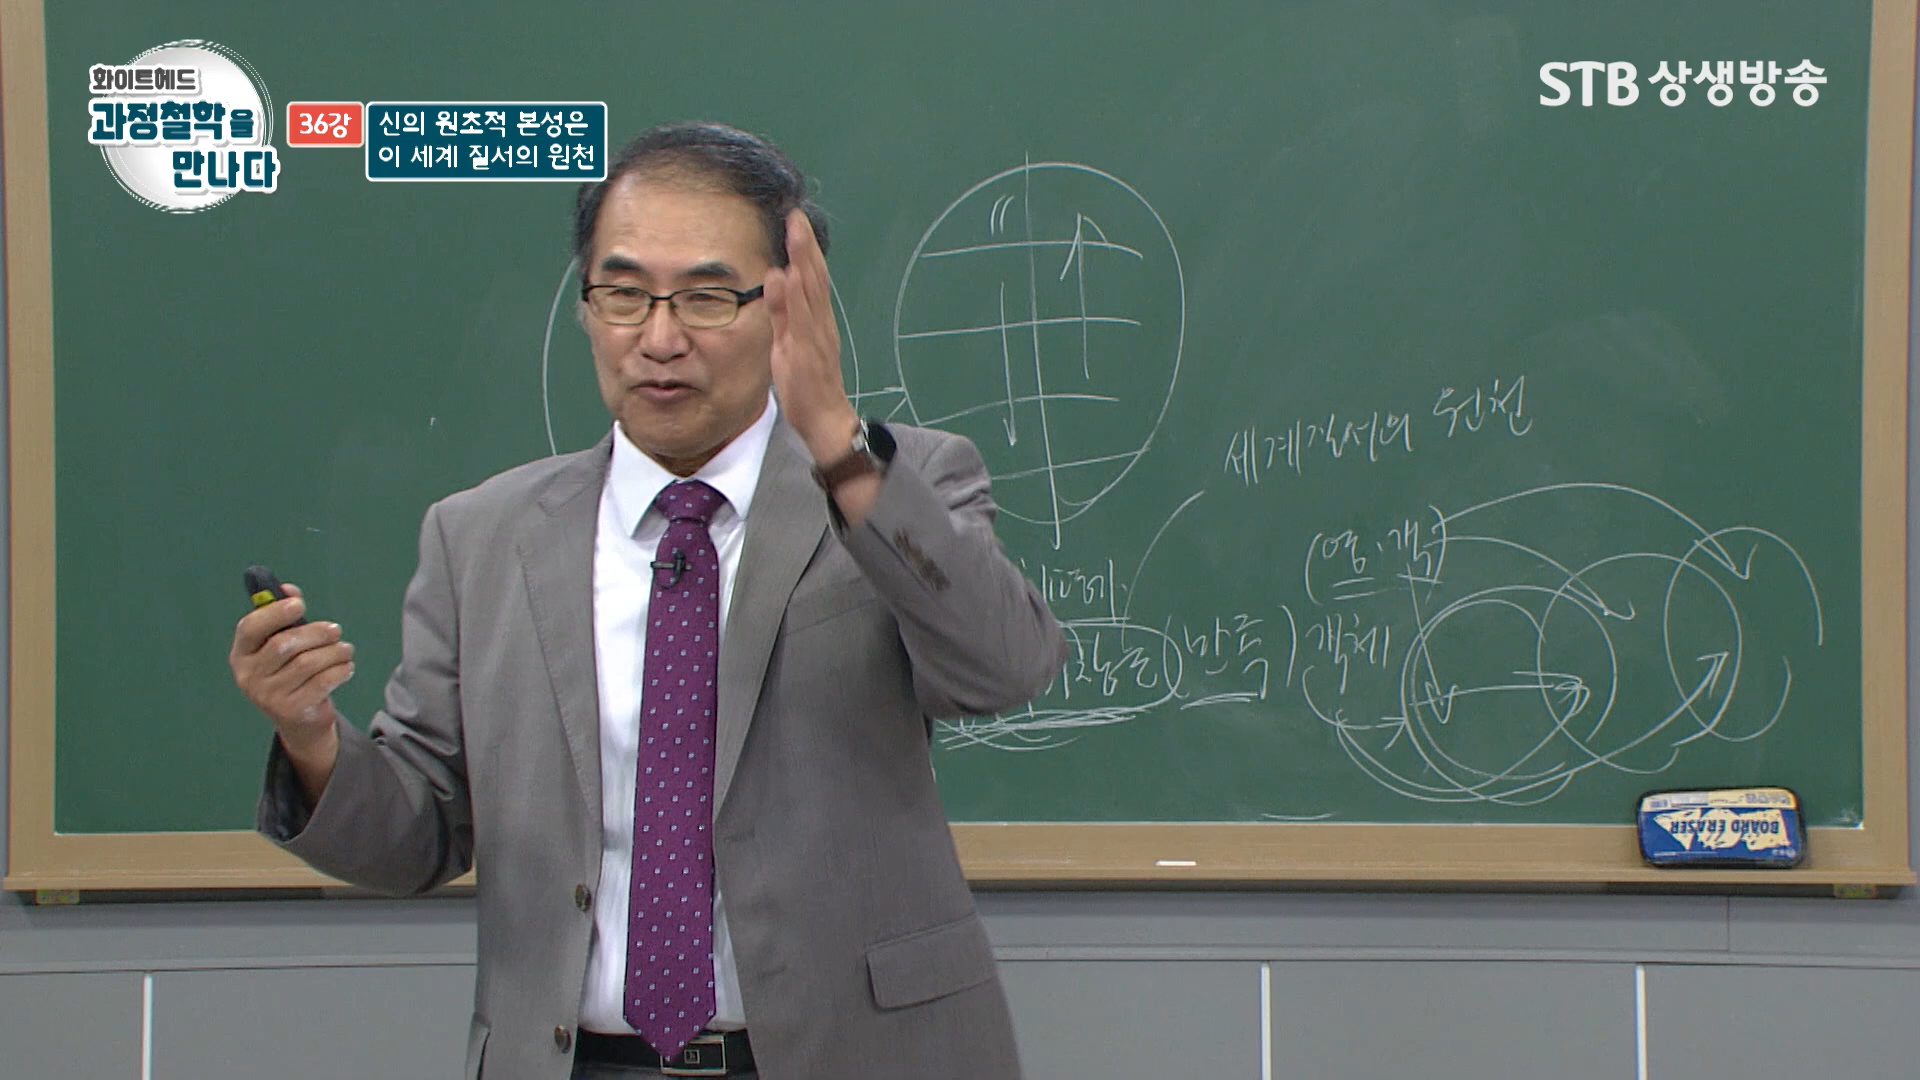 화이트헤드
과정철학을
만나다
36강
신의 원초적 본성은
이 세계 질서의 원천
STB 상생방송
세계질서의 원천
(영·객)
(만족) 객체
BOARD ERASER